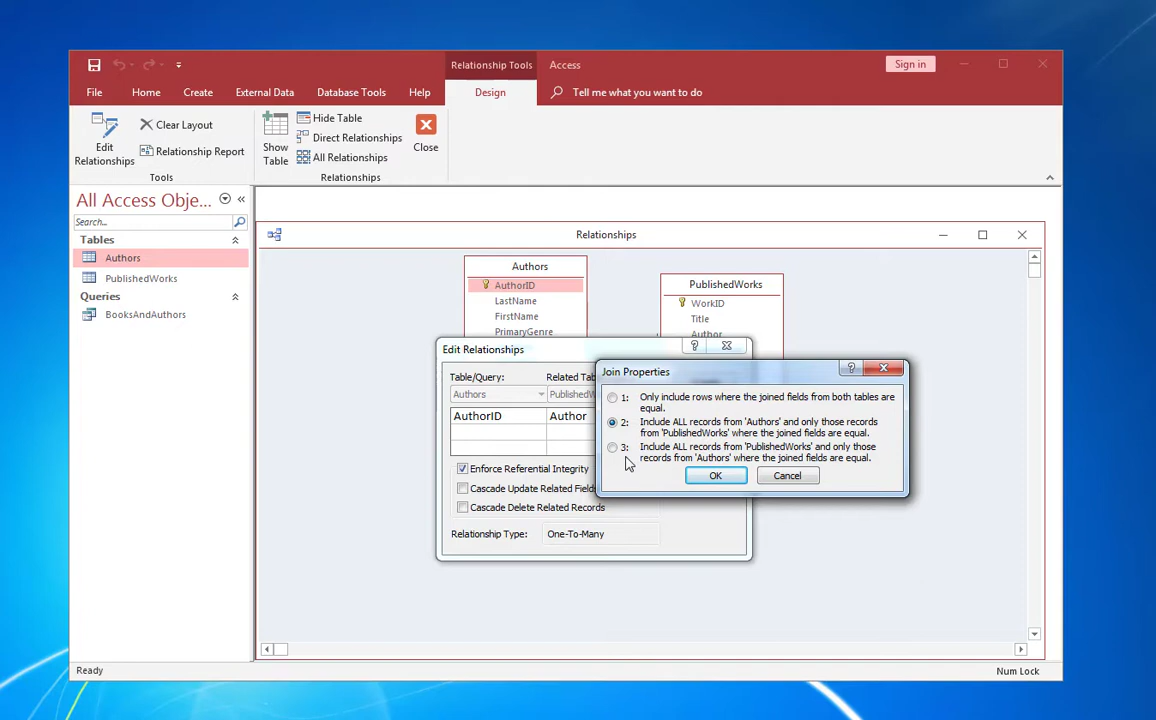 Relationship Tools
Access
Sign in
File
Home
Create
External Data
Database Tools
Help
Design
Tell me what you want to do
Edit
Relationships
Clear Layout
Relationship Report
Tools
Show
Table
Hide Table
Direct Relationships
All Relationships
Relationships
Close
All Access Obje...
Search...
Tables
Authors
PublishedWorks
Queries
BooksAndAuthors
Relationships
Authors
AuthorID
LastName
FirstName
PrimaryGenre
PublishedWorks
WorkID
Title
Author
Edit Relationships
?
Table/Query:
Related Tab
Authors
PublishedW
AuthorID
Author
Enforce Referential Integrity
Cascade Update Related Fields
Cascade Delete Related Records
Relationship Type:
One-To-Many
Join Properties
?
1: Only include rows where the joined fields from both tables are
equal.
2: Include ALL records from 'Authors' and only those records
from 'PublishedWorks' where the joined fields are equal.
3: Include ALL records from 'PublishedWorks' and only those
records from 'Authors' where the joined fields are equal.
OK
Cancel
Ready
Num Lock